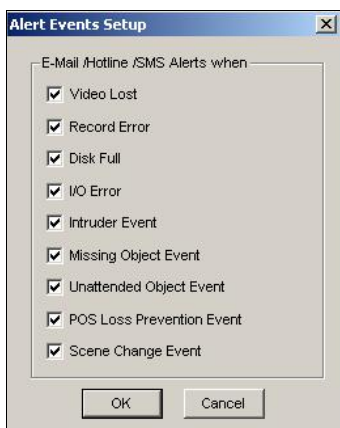 Alert Events Setup
E-Mail /Hotline /SMS Alerts when
Video Lost
Record Error
Disk Full
I/O Error
Intruder Event
Missing Object Event
Unattended Object Event
POS Loss Prevention Event
Scene Change Event
OK Cancel